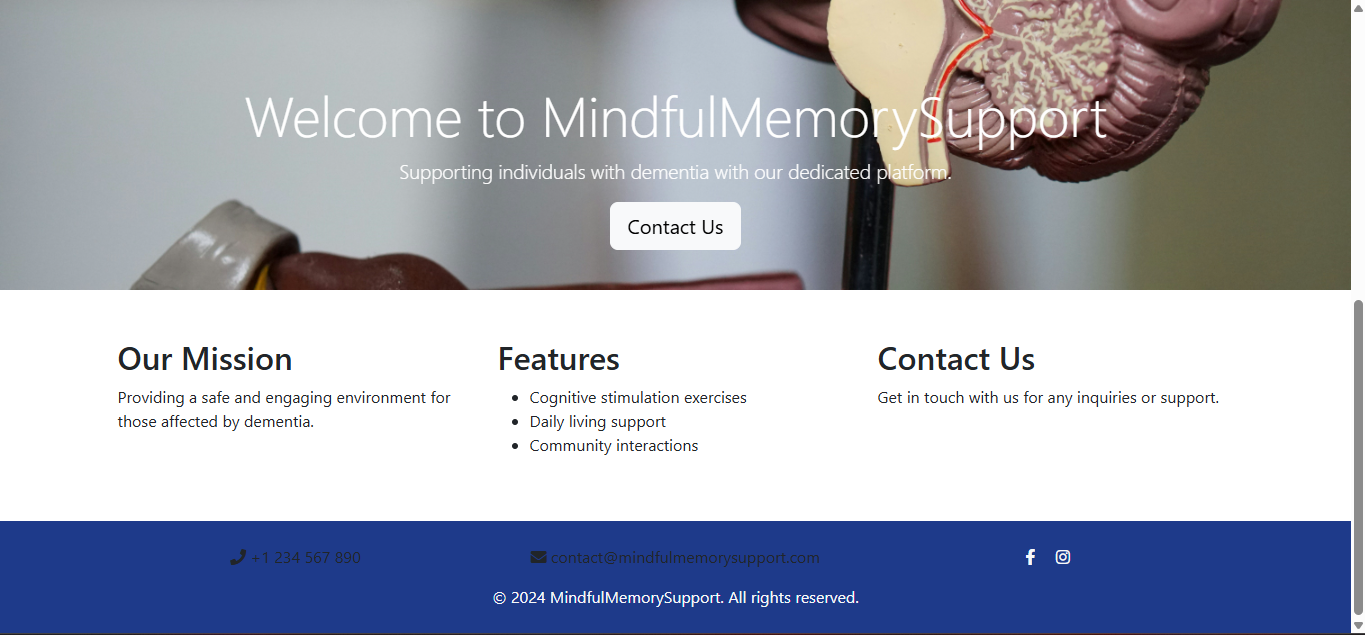 Welcome to MindfulMemorySupport
Supporting individuals with dementia with our dedicated platform.
Contact Us
Our Mission
Providing a safe and engaging environment for
those affected by dementia.
Features
Cognitive stimulation exercises
Daily living support
Community interactions
Contact Us
Get in touch with us for any inquiries or support.
+1 234 567 890
contact@mindfulmemorysupport.com
© 2024 MindfulMemorySupport. All rights reserved.